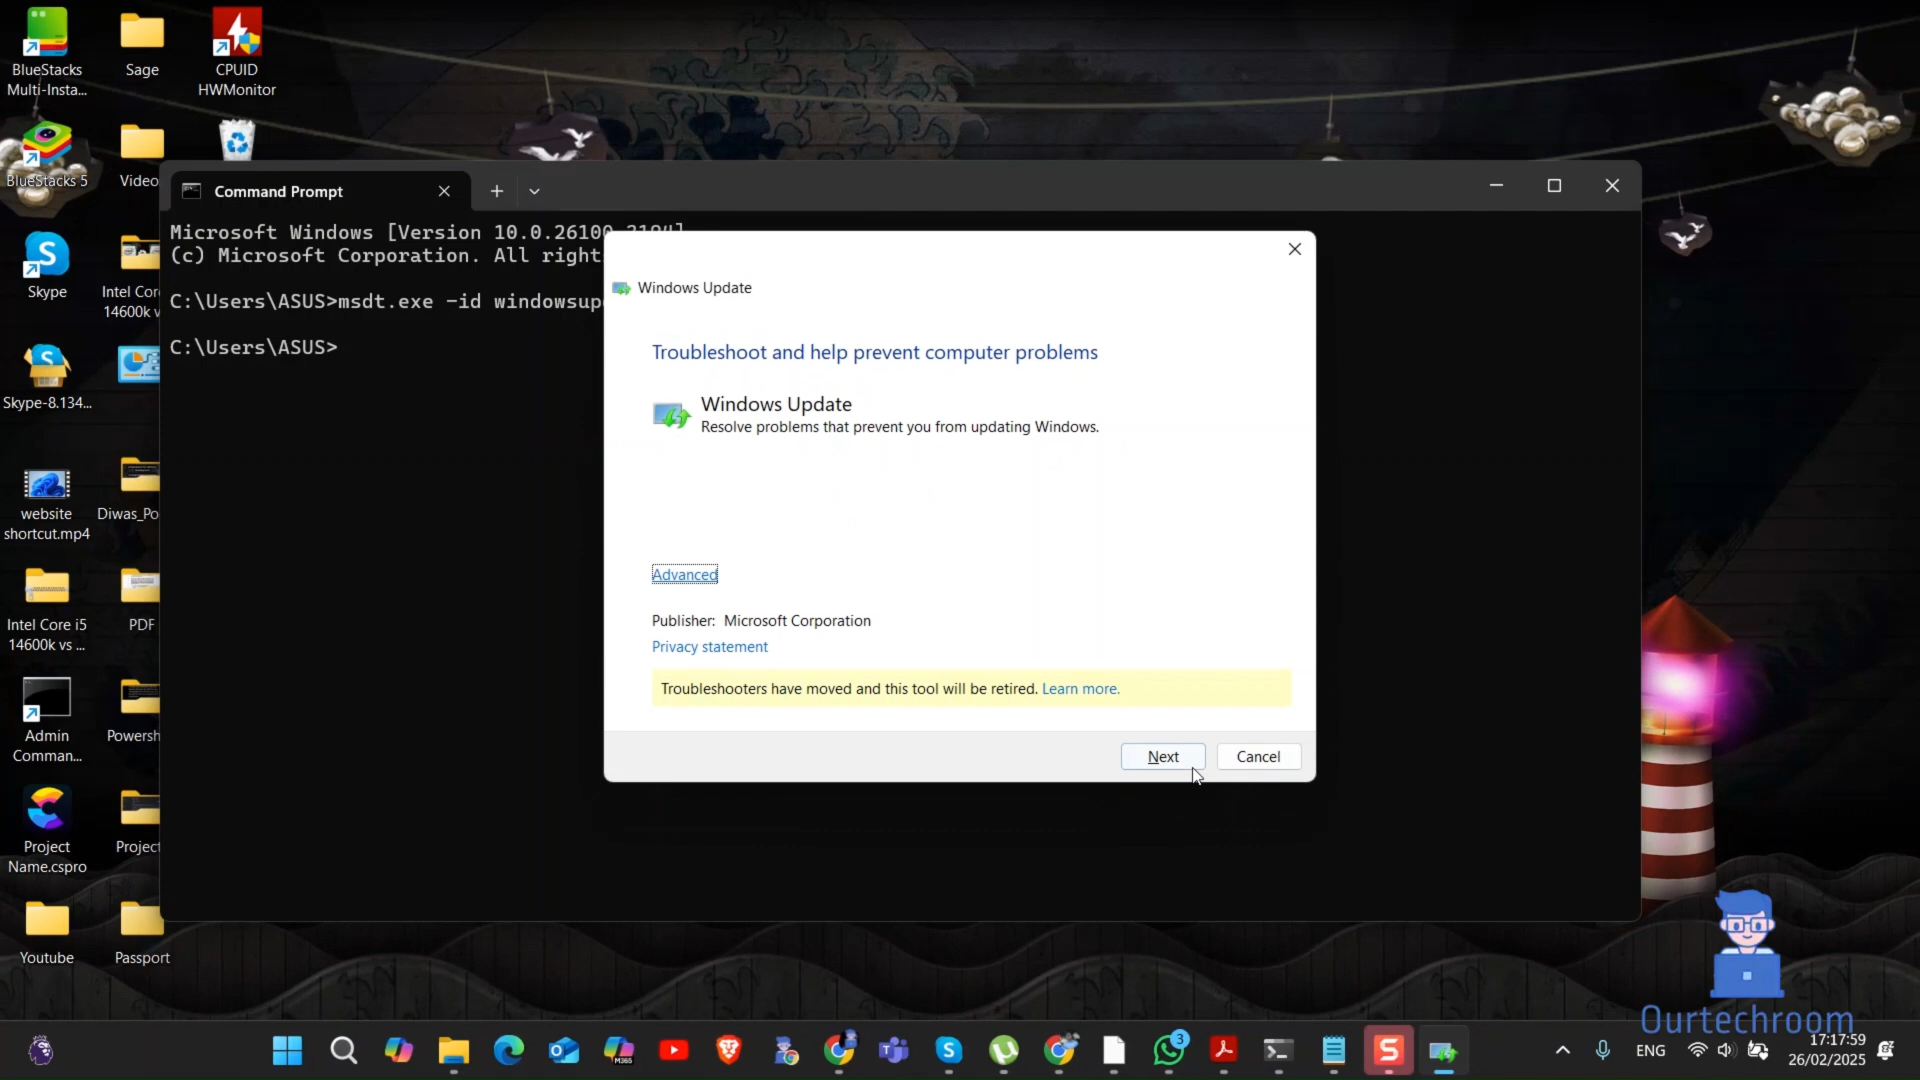 BlueStacks
Multi-Insta...
Sage
CPUID
HWMonitor
BlueStacks 5
Video
Skype
Intel Cor
14600k v
Skype-8.134...
website
shortcut.mp4
Diwas_Po
Intel Core i5
14600k vs ...
PDF
Admin
Comman...
Powersh
Project
Name.cspro
Project
Youtube
Passport
Command Prompt
Microsoft Windows [Version 10.0.26100.
(c) Microsoft Corporation. All right
C:\Users\ASUS>msdt.exe -id windowsup
C:\Users\ASUS>
Windows Update
Troubleshoot and help prevent computer problems
Windows Update
Resolve problems that prevent you from updating Windows.
Advanced
Publisher: Microsoft Corporation
Privacy statement
Troubleshooters have moved and this tool will be retired. Learn more.
Next
Cancel
Ourtechroom
M365
3
ENG
17:17:59
26/02/2025